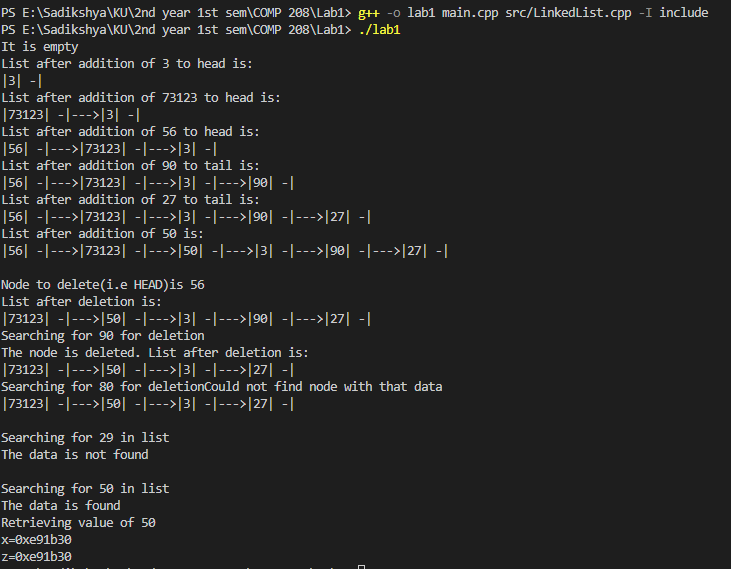 PS E:\Sadikshya\KU\2nd year 1st sem\COMP 208\Lab1> g++ -o lab1 main.cpp src/LinkedList.cpp -I include
PS E:\Sadikshya\KU\2nd year 1st sem\COMP 208\Lab1> ./lab1
It is empty
List after addition of 3 to head is:
|3| -|
List after addition of 73123 to head is:
|73123| -|--->|3| -|
List after addition of 56 to head is:
|56| -|--->|73123| -|--->|3| -|
List after addition of 90 to tail is:
|56| -|--->|73123| -|--->|3| -|--->|90| -|
List after addition of 27 to tail is:
|56| -|--->|73123| -|--->|3| -|--->|90| -|--->|27| -|
List after addition of 50 is:
|56| -|--->|73123| -|--->|50| -|--->|3| -|--->|90| -|--->|27| -|
Node to delete(i.e HEAD)is 56
List after deletion is:
|73123| -|--->|50| -|--->|3| -|--->|90| -|--->|27| -|
Searching for 90 for deletion
The node is deleted. List after deletion is:
|73123| -|--->|50| -|--->|3| -|--->|27| -|
Searching for 80 for deletionCould not find node with that data
|73123| -|--->|50| -|--->|3| -|--->|27| -|
Searching for 29 in list
The data is not found
Searching for 50 in list
The data is found
Retrieving value of 50
x=0xe91b30
z=0xe91b30